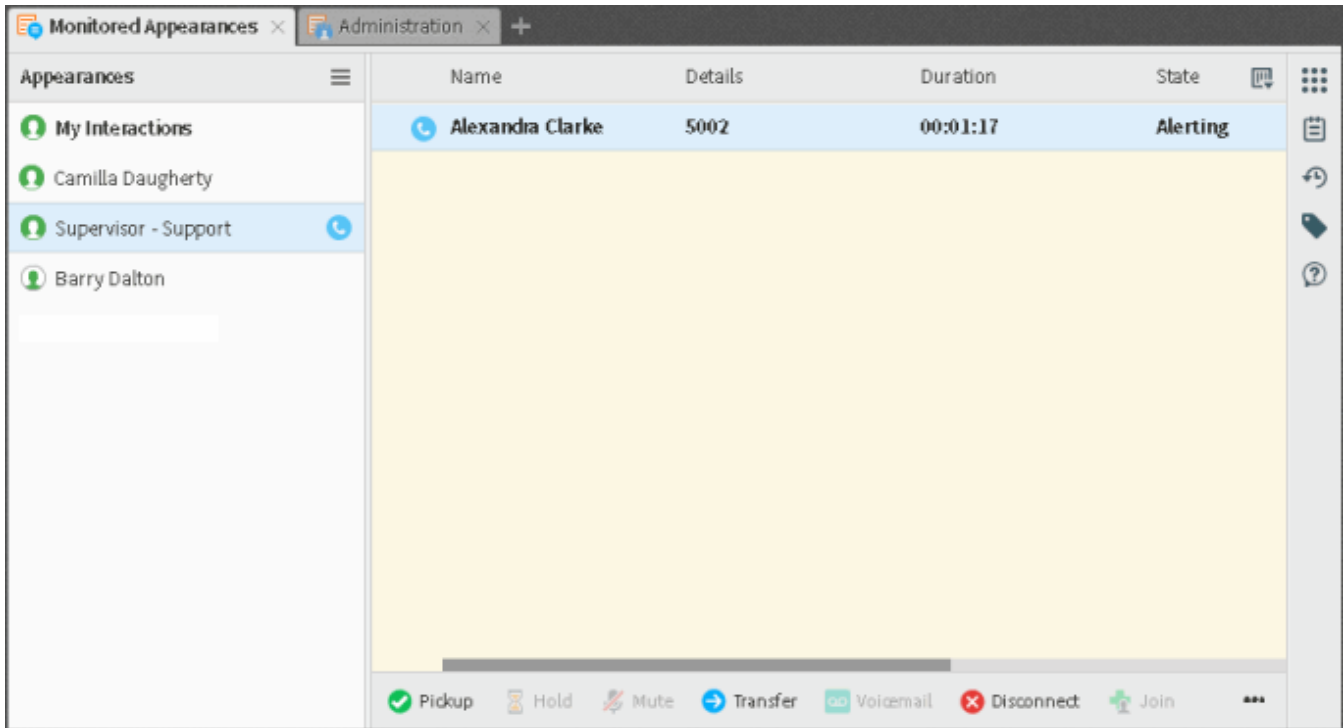 Monitored Appearances Administration
Appearances Name Details Duration State
My Interactions Alexandra Clarke 5002 00:01:17 Alerting
Camilla Daugherty
Supervisor - Support
Barry Dalton
Pickup Hold Mute Transfer Voicemail Disconnect Join